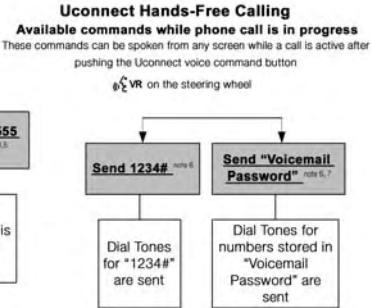 Uconnect Hands-Free Calling
Available commands while phone call is in progress
These commands can be spoken from any screen while a call is active after
pushing the Uconnect voice command button
VR on the steering wheel
555
Send 1234# note 6
Send “Voicemail
Password” note 6, 7
is
Dial Tones
for “1234#”
are sent
Dial Tones for
numbers stored in
“Voicemail
Password” are
sent